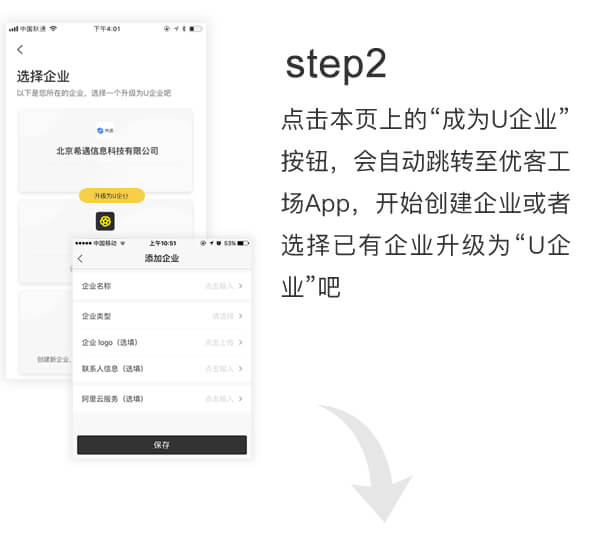 中国联通
下午4:01
选择企业
以下是您所在的企业，选择一个升级为U企业吧
北京希遇信息科技有限公司
升级为U企业
创建新企业，
中国移动
上午10:51
53%
添加企业
企业名称 点击输入
企业类型 请选择
企业 logo（选填） 点击上传
联系人信息（选填） 点击输入
阿里云服务（选填） 点击输入
保存
step2
点击本页上的“成为U企业”
按钮，会自动跳转至优客工
场App，开始创建企业或者
选择已有企业升级为“U企
业”吧